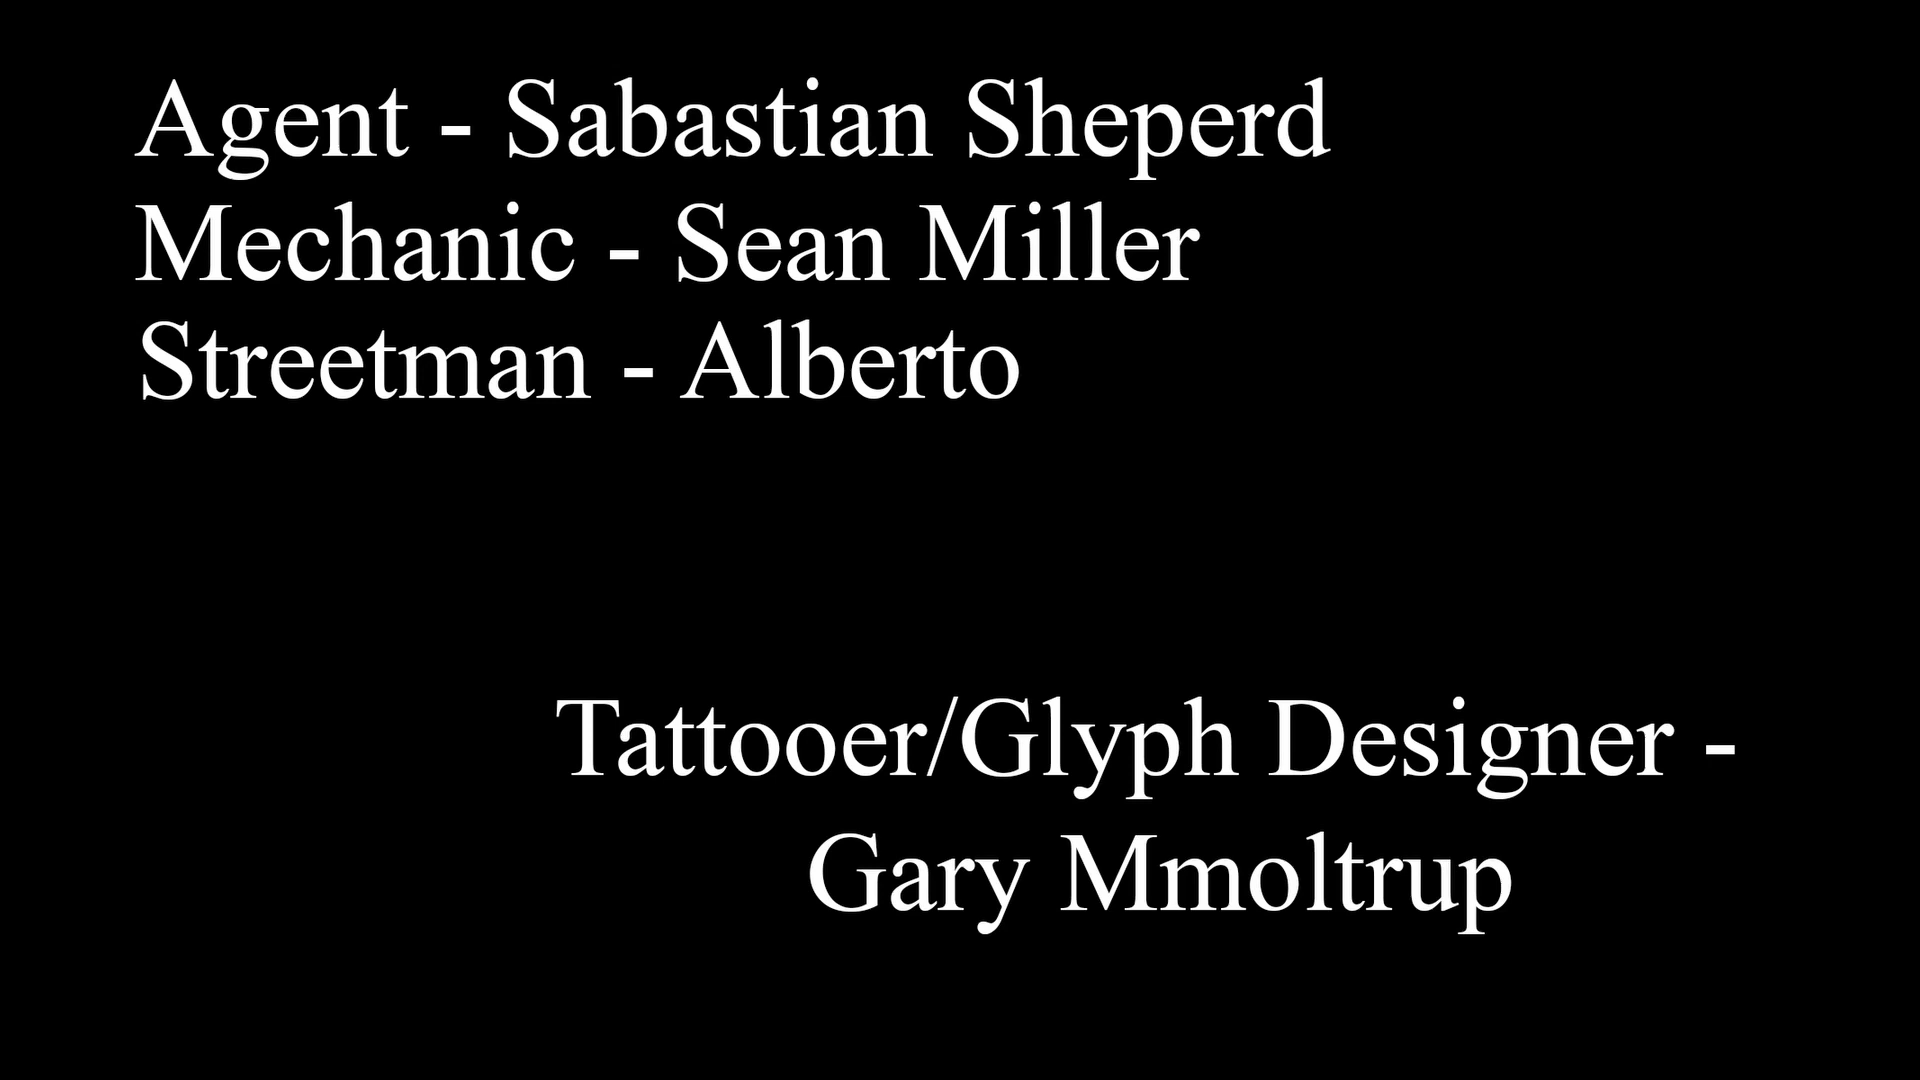 Agent - Sabastian Sheperd
Mechanic - Sean Miller
Streetman - Alberto
Tattooer/Glyph Designer -
Gary Mmoltrup